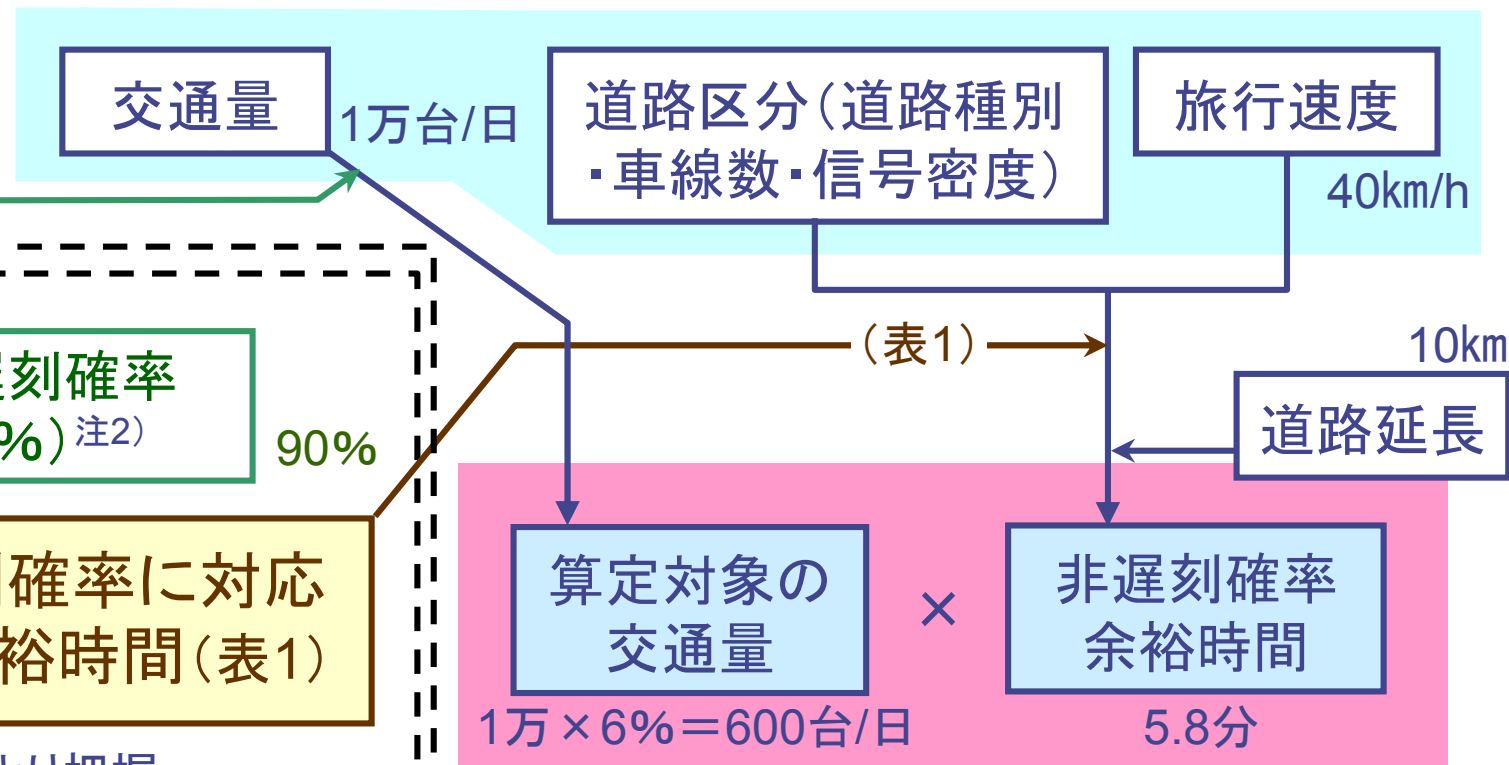 交通量
1万台/日
道路区分(道路種別
・車線数・信号密度)
旅行速度
40km/h
(表1)
10km
道路延長
刻確率
%)注2)
90%
確率に対応
裕時間(表1)
算定対象の
交通量
×
非遅刻確率
余裕時間
1万×6%=600台/日
5.8分